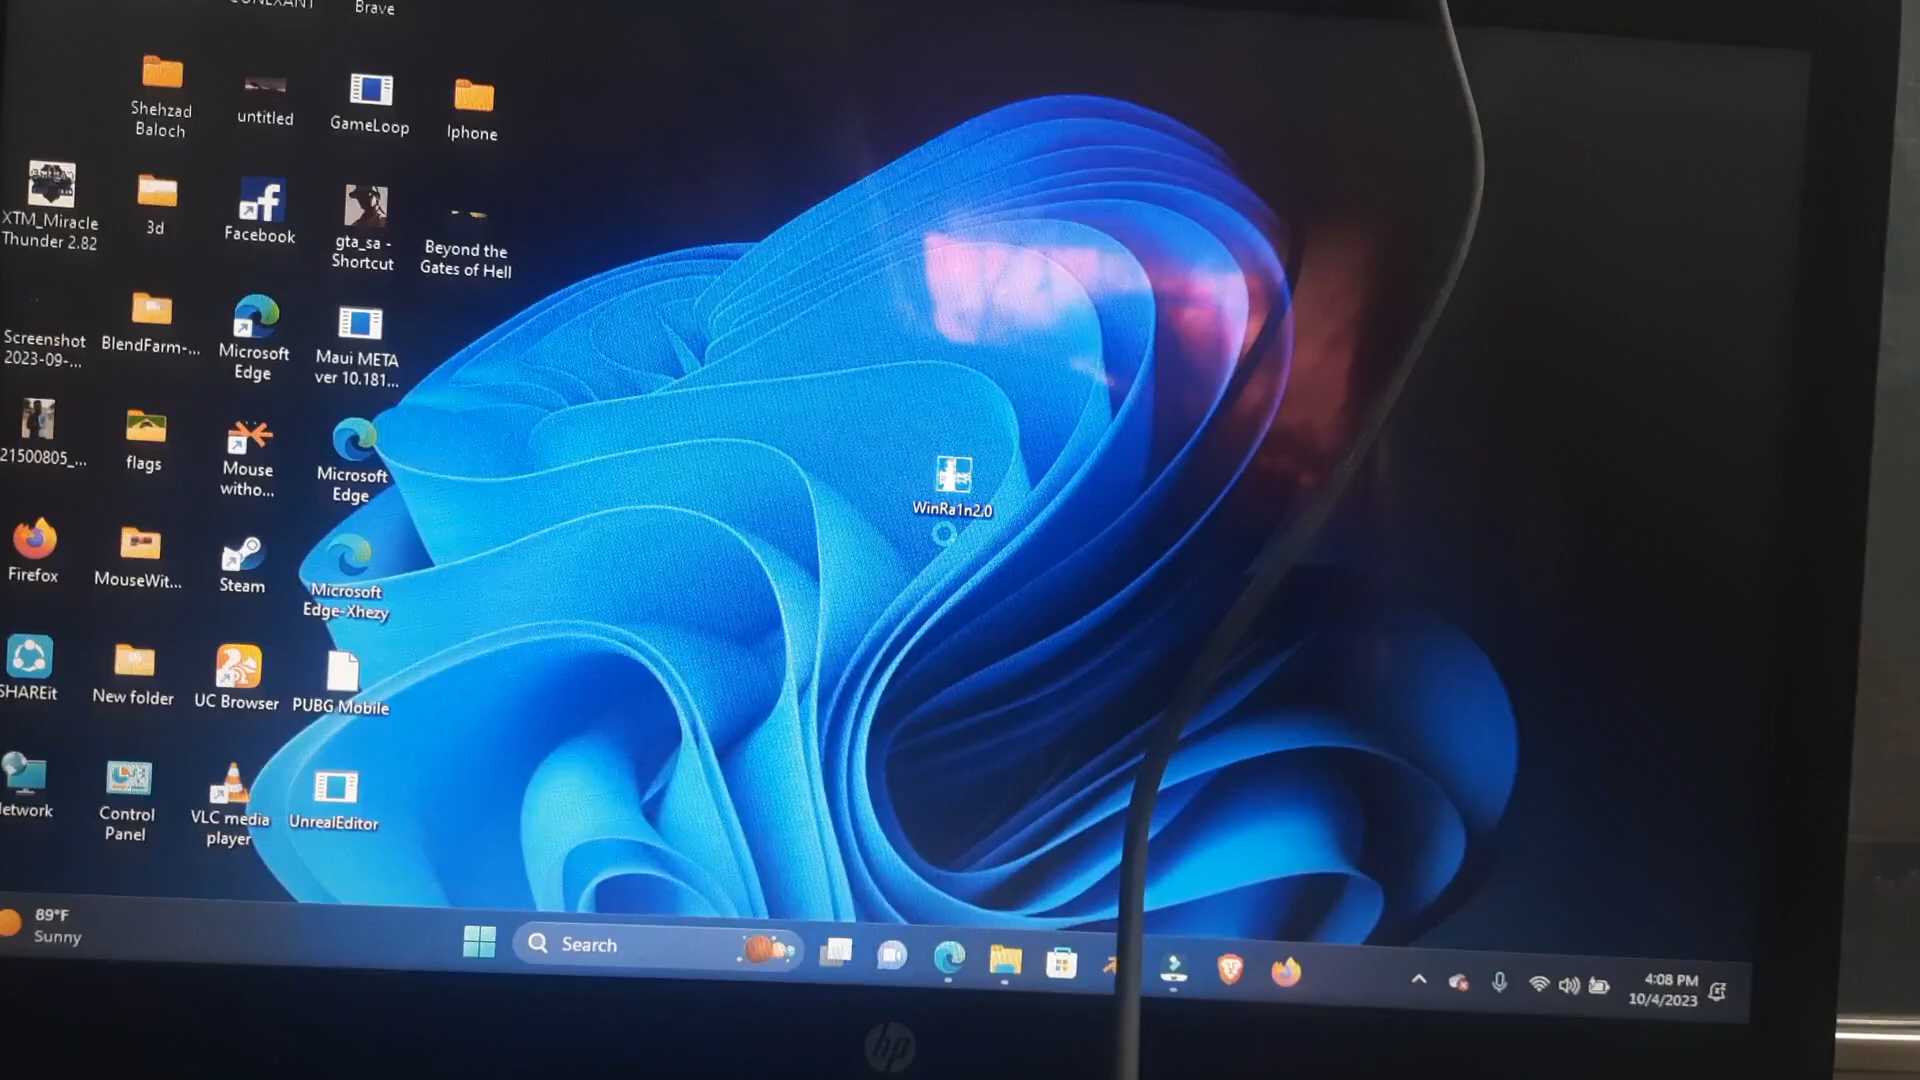 CONEXANT
Brave
Shehzad
Baloch
untitled
GameLoop
Iphone
XTM_Miracle
Thunder 2.82
3d
Facebook
gta_sa -
Shortcut
Beyond the
Gates of Hell
Screenshot
2023-09-...
BlendFarm-...
Microsoft
Edge
Maui META
ver 10.181...
21500805_...
flags
Mouse
witho...
Microsoft
Edge
WinRa1n2.0
Firefox
MouseWit...
Steam
Microsoft
Edge-Xhezy
SHAREit
New folder
UC Browser
PUBG Mobile
Network
Control
Panel
VLC media
player
UnrealEditor
89°F
Sunny
Search
4:08 PM
10/4/2023
hp